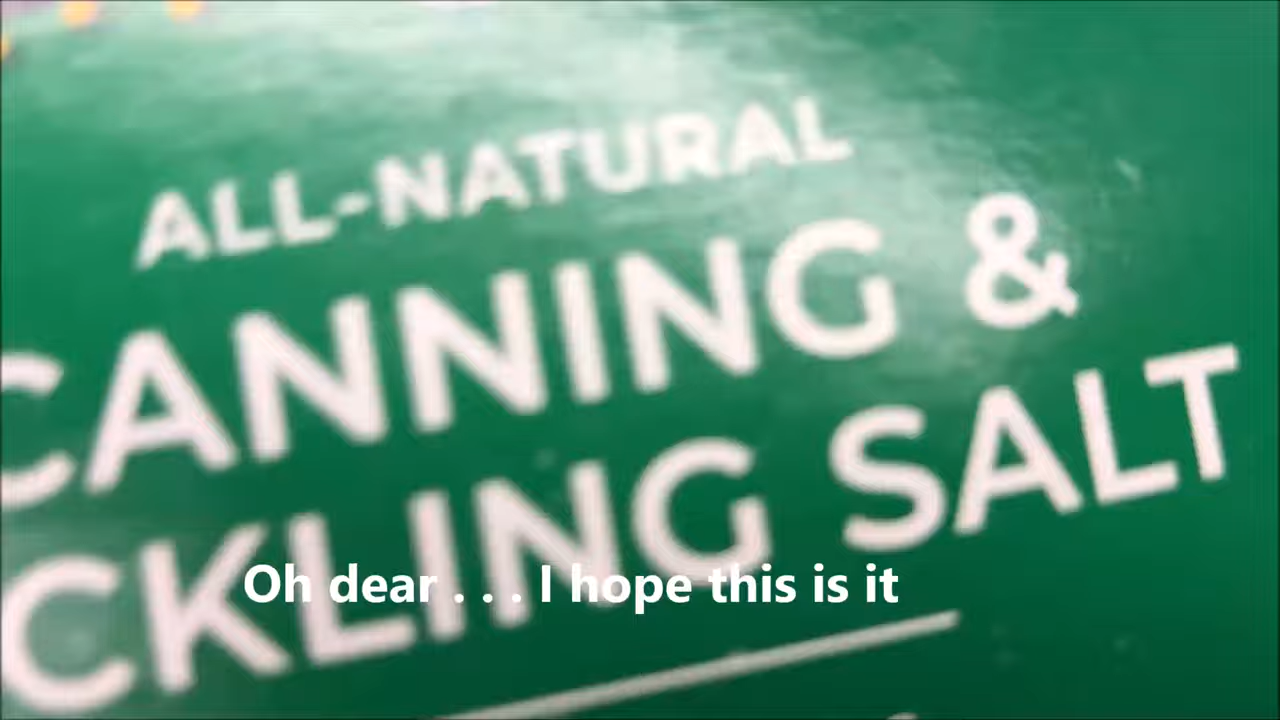 ALL-NATURAL
CANNING &
CKLING SALT
Oh dear . . . I hope this is it